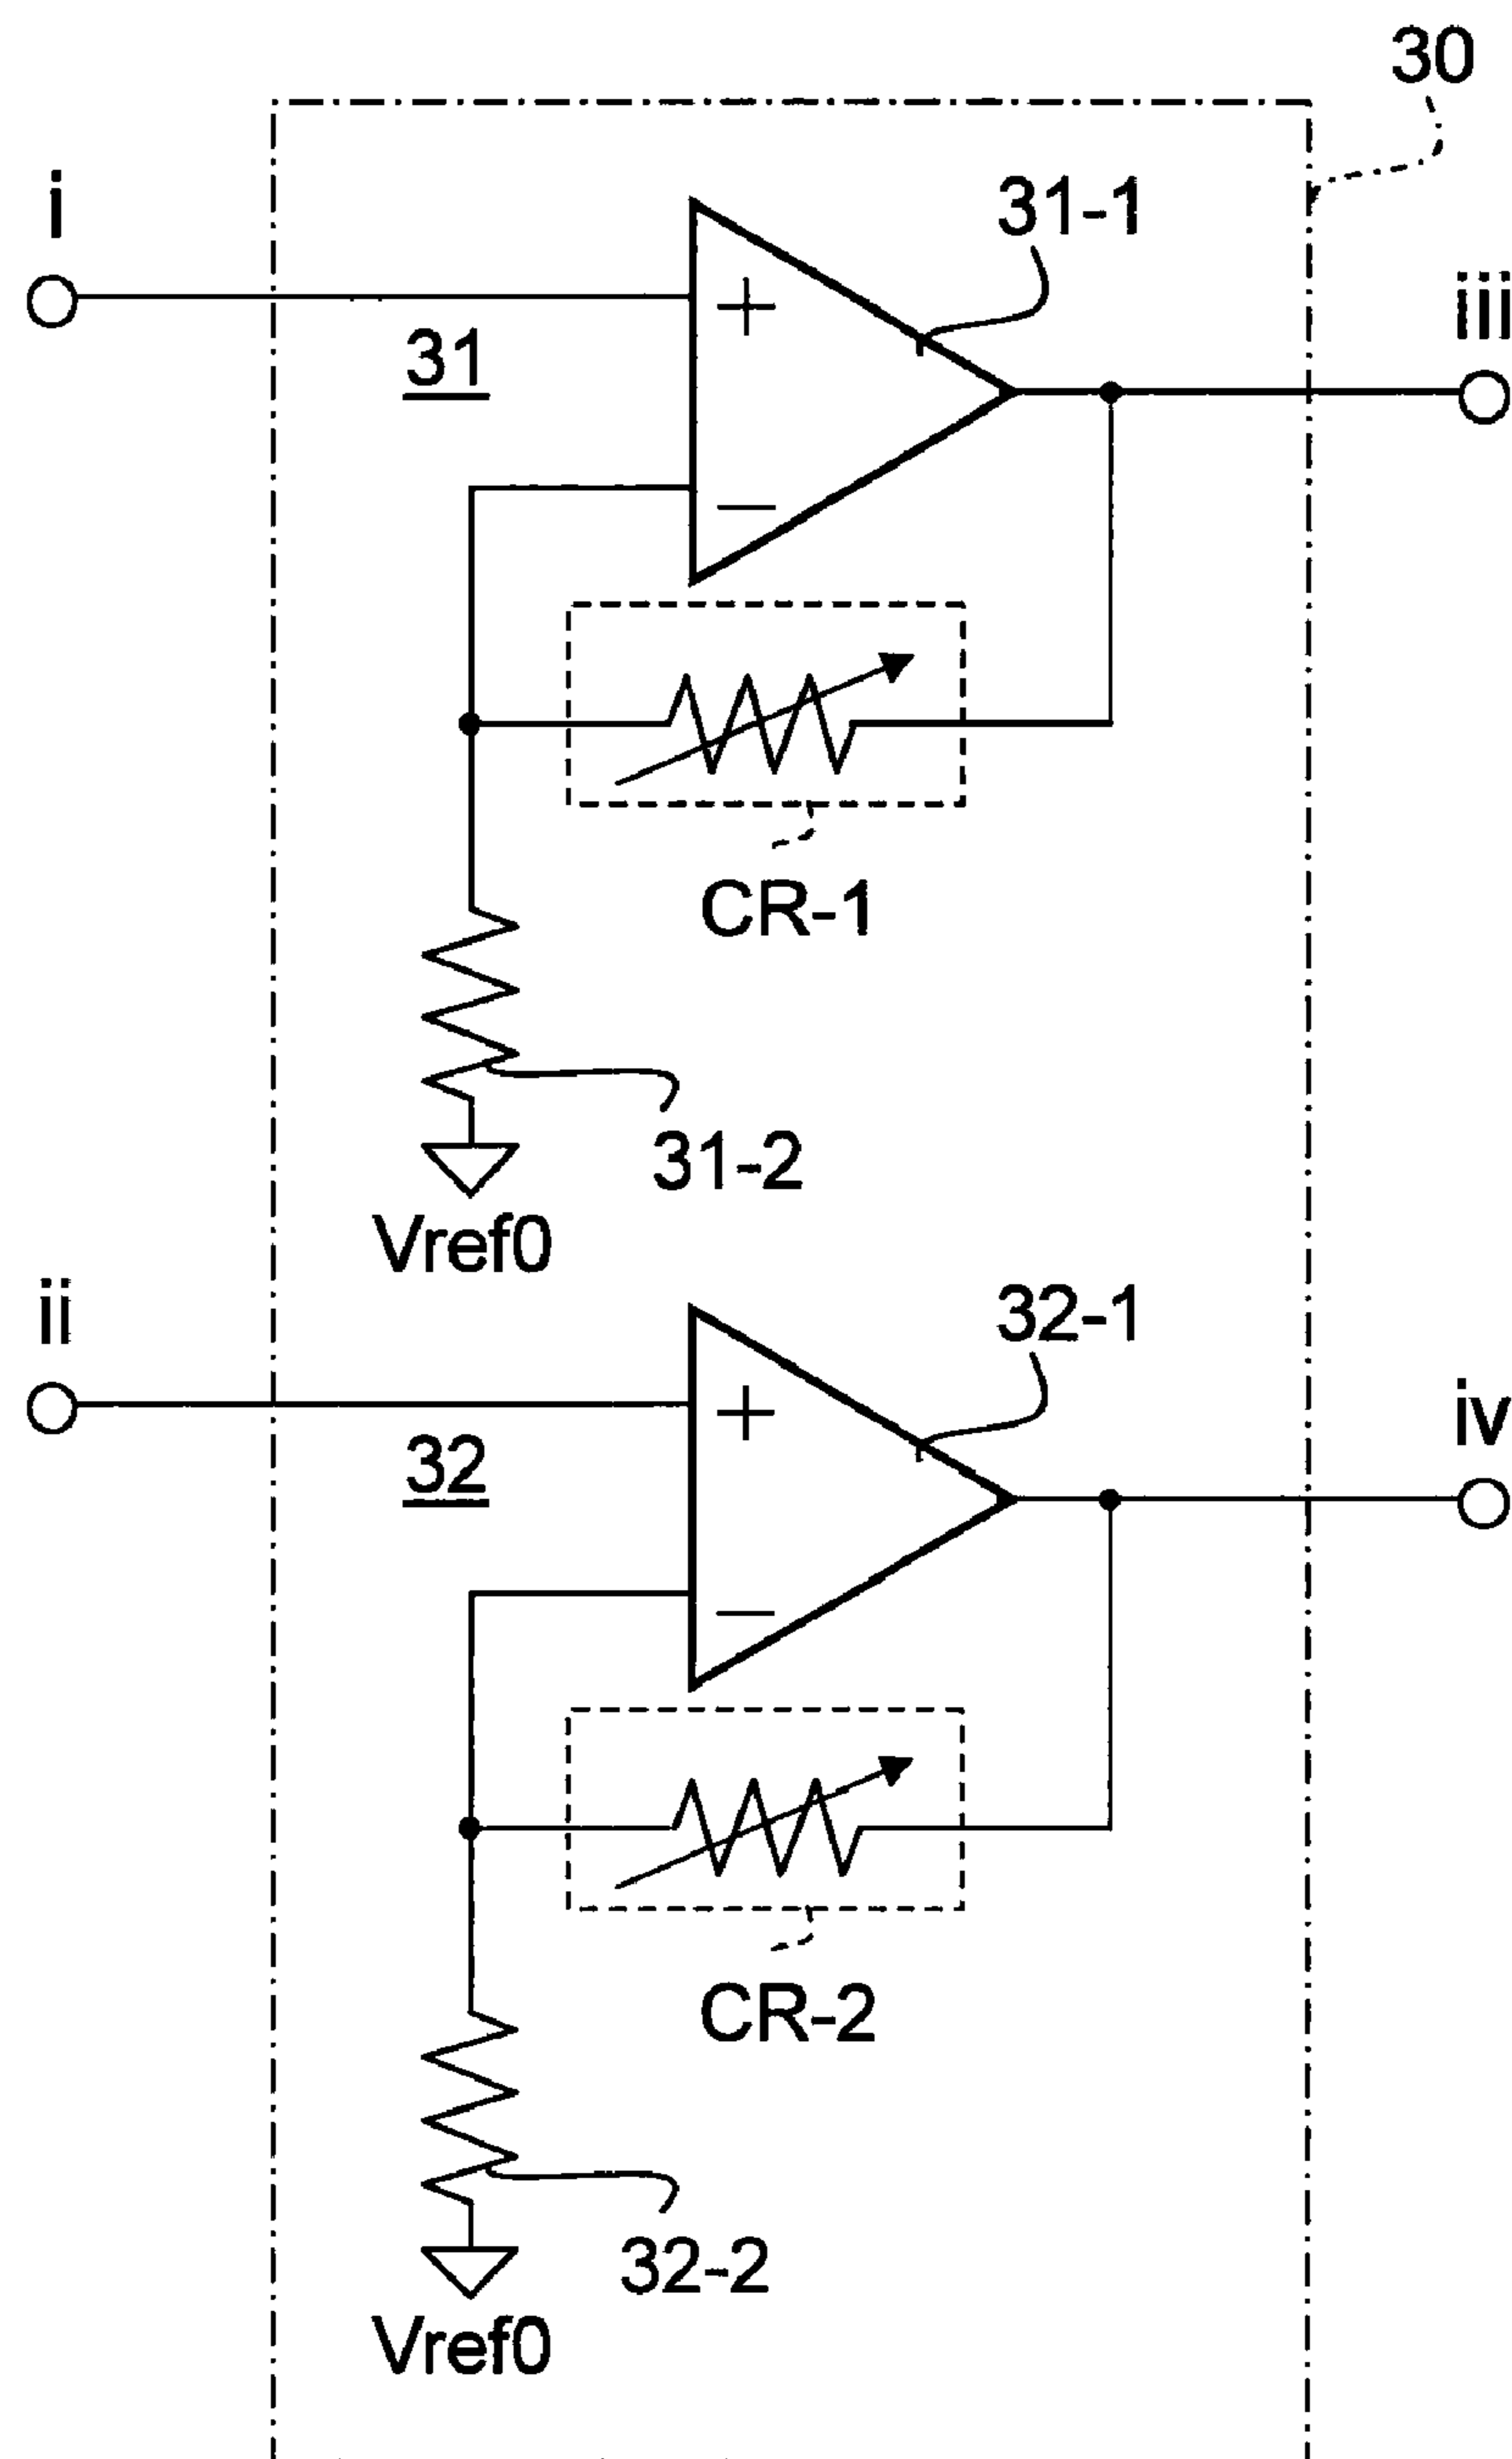 30
i
31-1
iii
31
+
−
CR-1
31-2
Vref0
ii
32-1
iv
+
32
−
CR-2
32-2
Vref0